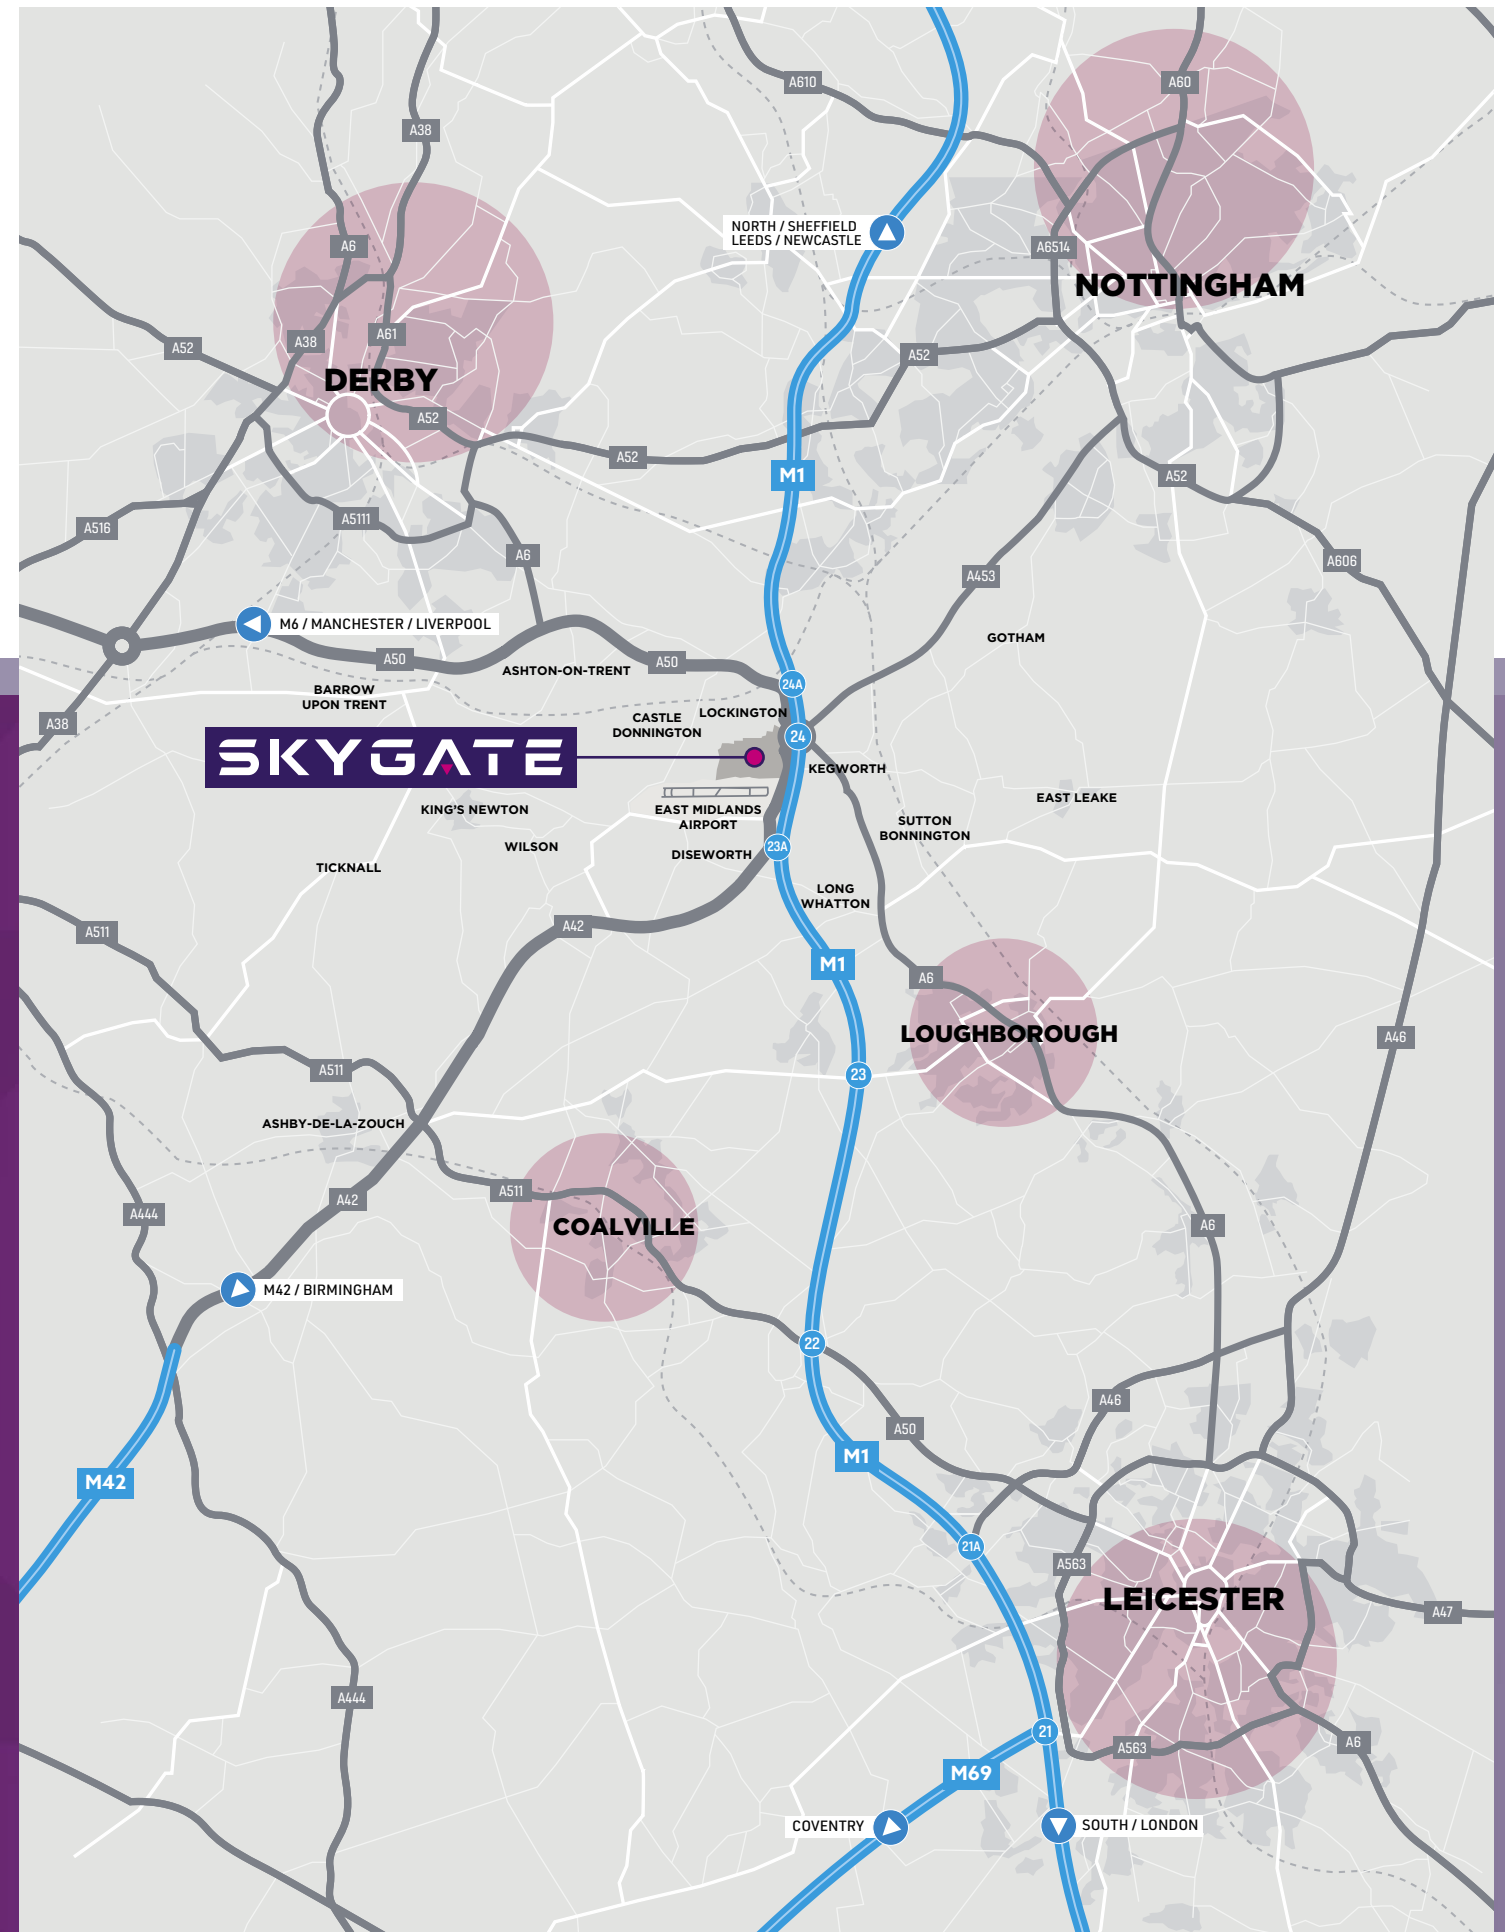 A610
A60
A38
NORTH / SHEFFIELD
LEEDS / NEWCASTLE
A6
A6514
NOTTINGHAM
A52
A38
A61
A52
DERBY
A52
A52
M1
A52
A516
A5111
A6
A606
A453
M6 / MANCHESTER / LIVERPOOL
GOTHAM
A50
A50
ASHTON-ON-TRENT
BARROW
UPON TRENT
24A
A38
LOCKINGTON
CASTLE
DONNINGTON
24
SKYGATE
KEGWORTH
EAST LEAKE
KING'S NEWTON
EAST MIDLANDS
AIRPORT
SUTTON
BONNINGTON
WILSON
DISEWORTH
23A
TICKNALL
LONG
WHATTON
A511
A42
M1
A6
LOUGHBOROUGH
A46
A511
23
ASHBY-DE-LA-ZOUCH
A42
A511
A444
COALVILLE
A6
M42 / BIRMINGHAM
22
A46
A50
M1
M42
21A
A563
LEICESTER
A47
A444
21
A563
A6
M69
COVENTRY
SOUTH / LONDON